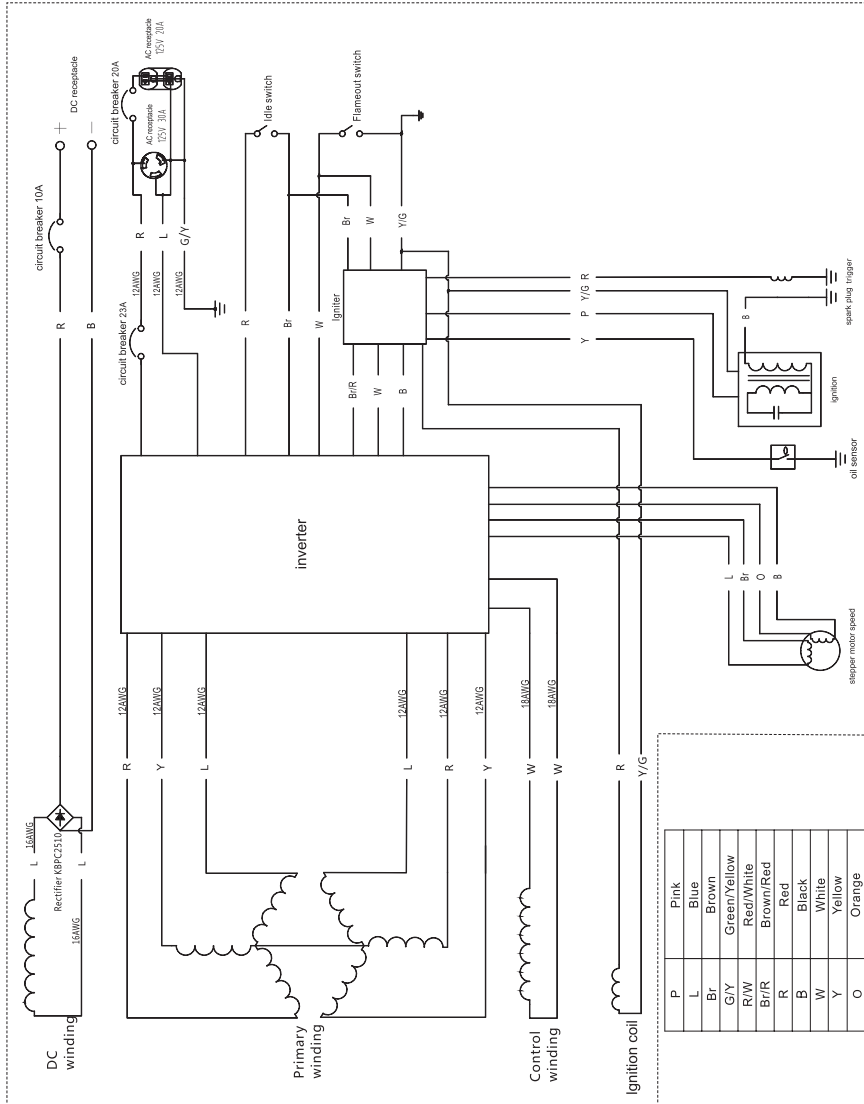 DC receptacle
+
−
circuit breaker 10A
R
B
Rectifier KBPC2510
16AWG
L
L
16AWG
DC
winding
AC receptacle
125V 20A
circuit breaker 20A
AC receptacle
125V 30A
R
L
G/Y
12AWG
12AWG
12AWG
circuit breaker 23A
Idle switch
Flameout switch
R
Br
W
Br
W
Y/G
Igniter
Br/R
W
B
inverter
R
Y/G
P
Y
spark plug
trigger
B
ignition
oil sensor
L
Br
O
B
stepper motor speed
12AWG
12AWG
12AWG
12AWG
12AWG
12AWG
18AWG
18AWG
R
Y
L
L
R
Y
W
W
R
Y/G
Primary
winding
Control
winding
Ignition coil
P Pink
L Blue
Br Brown
G/Y Green/Yellow
R/W Red/White
Br/R Brown/Red
R Red
B Black
W White
Y Yellow
O Orange